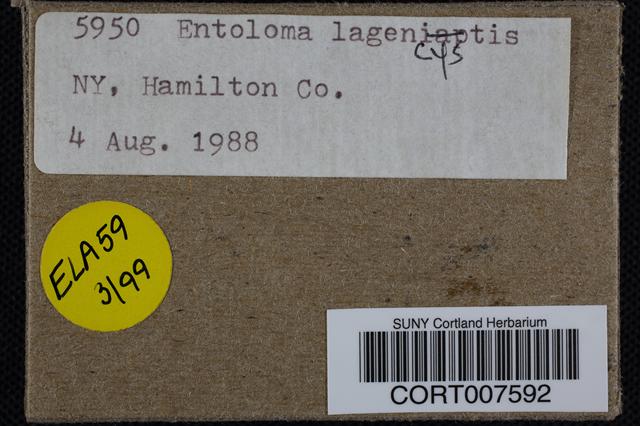 5950 Entoloma lageniaptis
cys
NY, Hamilton Co.
4 Aug. 1988
ELA59
3/99
SUNY Cortland Herbarium
CORT007592